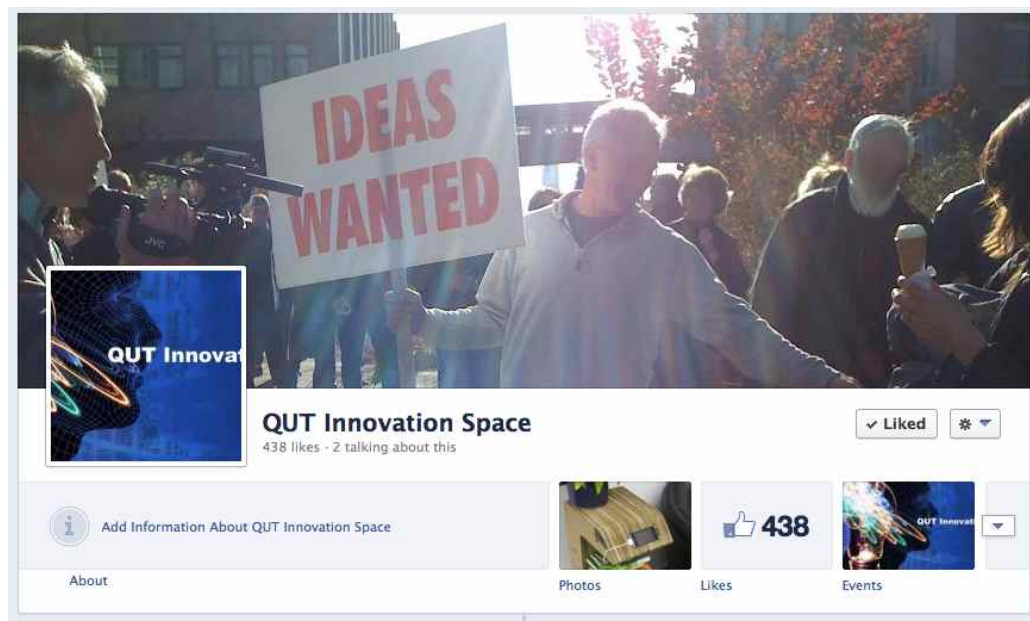 IDEAS
WANTED
JVC
QUT Innovat
QUT Innovation Space
438 likes · 2 talking about this
✓ Liked
i
Add Information About QUT Innovation Space
438
QUT Innovati
About
Photos
Likes
Events